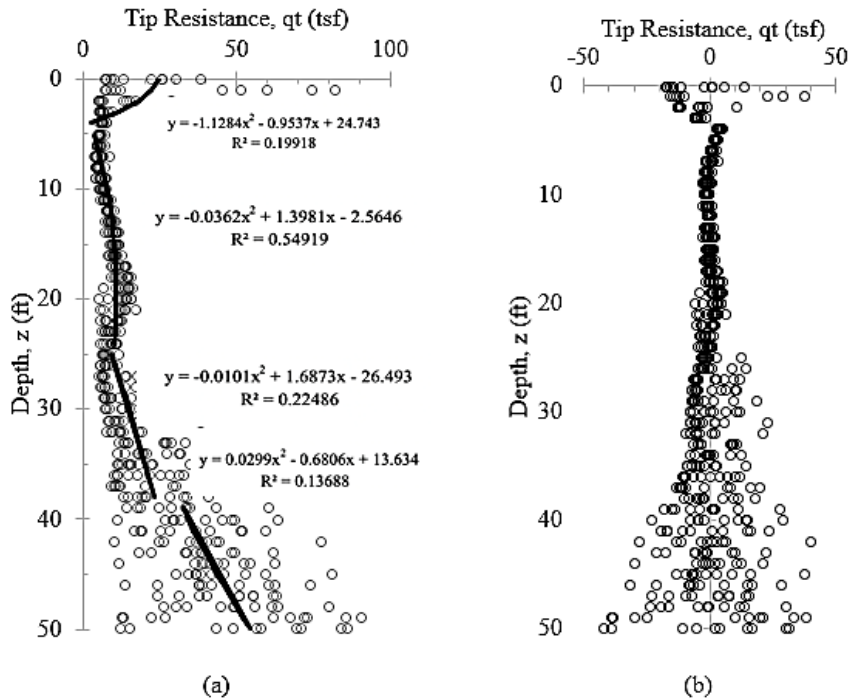 Tip Resistance, qt (tsf)
0 50 100
0
10
20
30
40
50
Depth, z (ft)
y = -1.1284x² - 0.9537x + 24.743
R² = 0.19918
y = -0.0362x² + 1.3981x - 2.5646
R² = 0.54919
y = -0.0101x² + 1.6873x - 26.493
R² = 0.22486
y = 0.0299x² - 0.6806x + 13.634
R² = 0.13688
(a)
Tip Resistance, qt (tsf)
-50 0 50
0
10
20
30
40
50
Depth, z (ft)
(b)